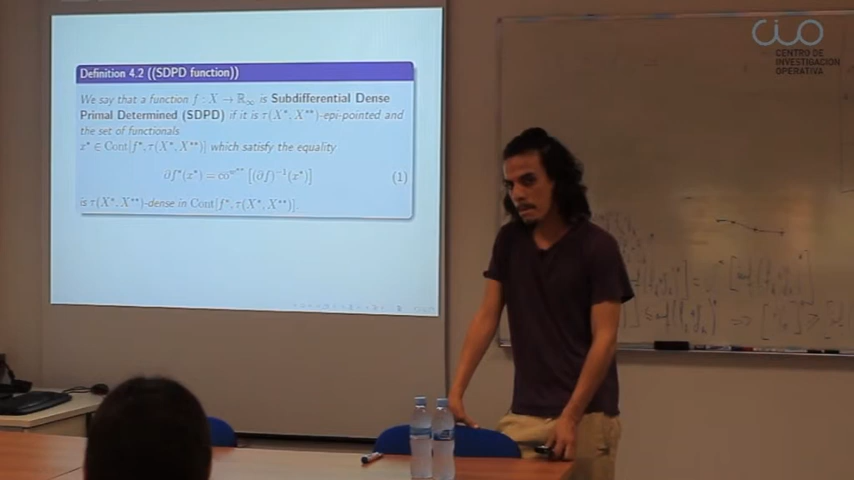 Definition 4.2 ((SDPD function))
We say that a function f : X → ℝ∞ is Subdifferential Dense
Primal Determined (SDPD) if it is τ(X*, X**)-epi-pointed and
the set of functionals
x* ∈ Cont[f*, τ(X*, X**)] which satisfy the equality
∂f*(x*) = c̅o̅^{w**} [(∂f)⁻¹(x*)] (1)
is τ(X*, X**)-dense in Cont[f*, τ(X*, X**)].
CIO
CENTRO DE
INVESTIGACIÓN
OPERATIVA